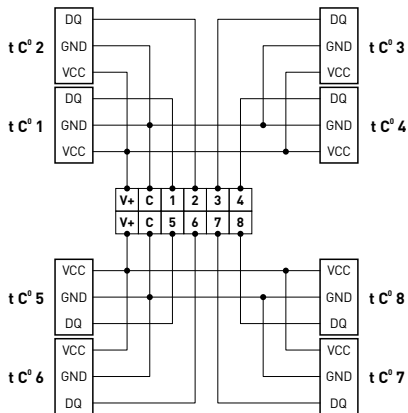 DQ DQ
t C⁰ 2 GND GND t C⁰ 3
VCC VCC
DQ DQ
t C⁰ 1 GND GND t C⁰ 4
VCC VCC
V+ C 1 2 3 4
V+ C 5 6 7 8
VCC VCC
t C⁰ 5 GND GND t C⁰ 8
DQ DQ
VCC VCC
t C⁰ 6 GND GND t C⁰ 7
DQ DQ